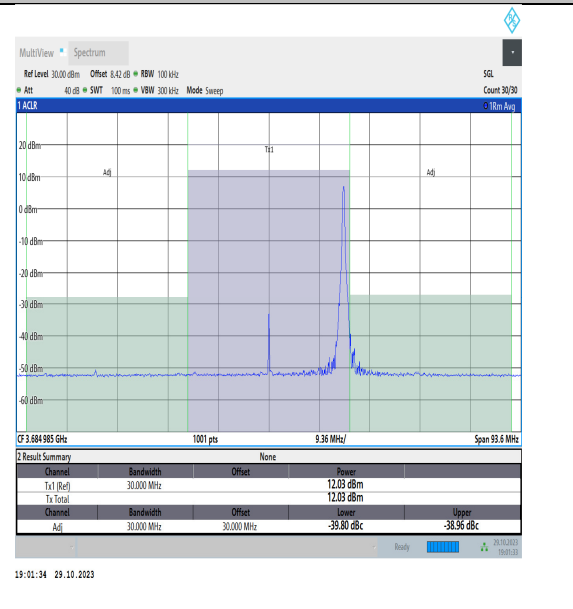 MultiView Spectrum
Ref Level 30.00 dBm Offset 8.42 dB RBW 100 kHz SGL
Att 40 dB SWT 100 ms VBW 300 kHz Mode Sweep Count 30/30
1 ACLR 1Rm Avg
20 dBm
Tx1
10 dBm Adj Adj
0 dBm
-10 dBm
-20 dBm
-30 dBm
-40 dBm
-50 dBm
-60 dBm
CF 3.684 985 GHz 1001 pts 9.36 MHz/ Span 93.6 MHz
2 Result Summary None
Channel Bandwidth Offset Power
Tx1 (Ref) 30.000 MHz 12.03 dBm
Tx Total 12.03 dBm
Channel Bandwidth Offset Lower Upper
Adj 30.000 MHz 30.000 MHz -39.80 dBc -38.96 dBc
Ready 29.10.2023
19:01:33
19:01:34 29.10.2023